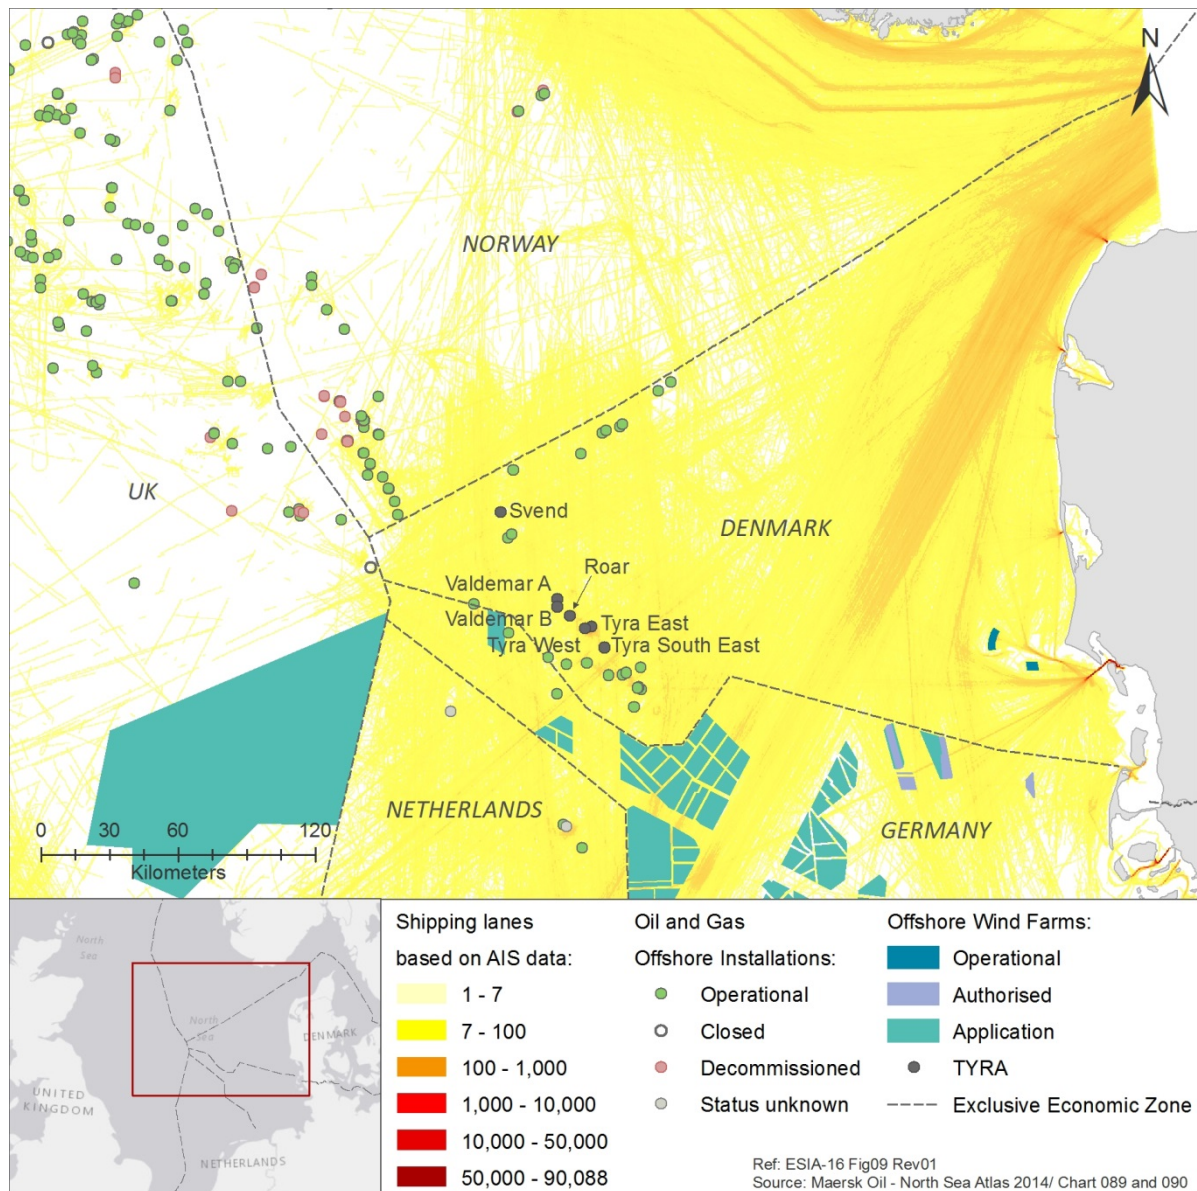 N
NORWAY
UK
Svend
DENMARK
Roar
Valdemar A
Valdemar B
Tyra East
Tyra West
Tyra South East
NETHERLANDS
GERMANY
0 30 60 120
Kilometers
North
Sea
North
Sea
DENMARK
UNITED
KINGDOM
NETHERLANDS
Shipping lanes
based on AIS data:
1 - 7
7 - 100
100 - 1,000
1,000 - 10,000
10,000 - 50,000
50,000 - 90,088
Oil and Gas
Offshore Installations:
Operational
Closed
Decommissioned
Status unknown
Offshore Wind Farms:
Operational
Authorised
Application
TYRA
Exclusive Economic Zone
Ref: ESIA-16 Fig09 Rev01
Source: Maersk Oil - North Sea Atlas 2014/ Chart 089 and 090